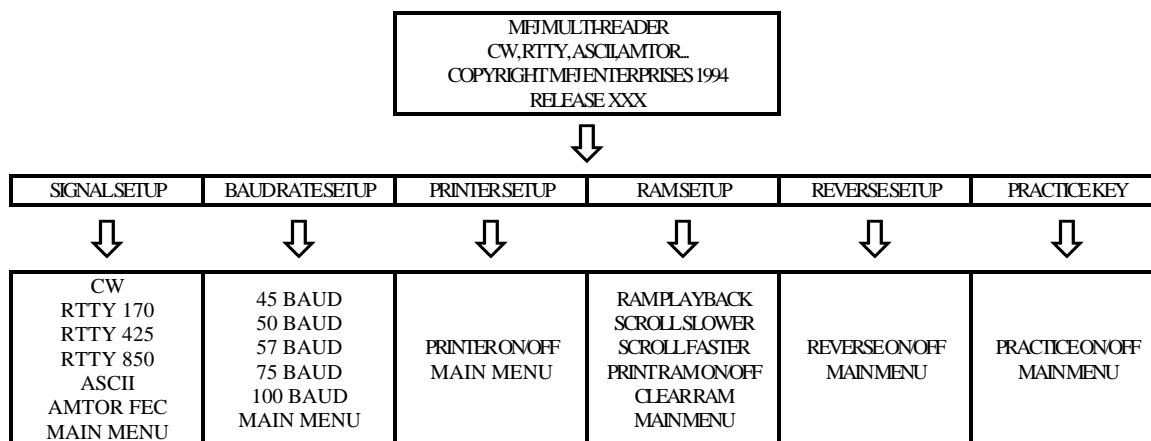 MFJ MULTI-READER
CW, RTTY, ASCII, AMTOR...
COPYRIGHT MFJ ENTERPRISES 1994
RELEASE XXX
SIGNAL SETUP
BAUD RATE SETUP
PRINTER SETUP
RAM SETUP
REVERSE SETUP
PRACTICE KEY
CW
RTTY 170
RTTY 425
RTTY 850
ASCII
AMTOR FEC
MAIN MENU
45 BAUD
50 BAUD
57 BAUD
75 BAUD
100 BAUD
MAIN MENU
PRINTER ON/OFF
MAIN MENU
RAM PLAYBACK
SCROLL SLOWER
SCROLL FASTER
PRINT RAM ON/OFF
CLEAR RAM
MAIN MENU
REVERSE ON/OFF
MAIN MENU
PRACTICE ON/OFF
MAIN MENU